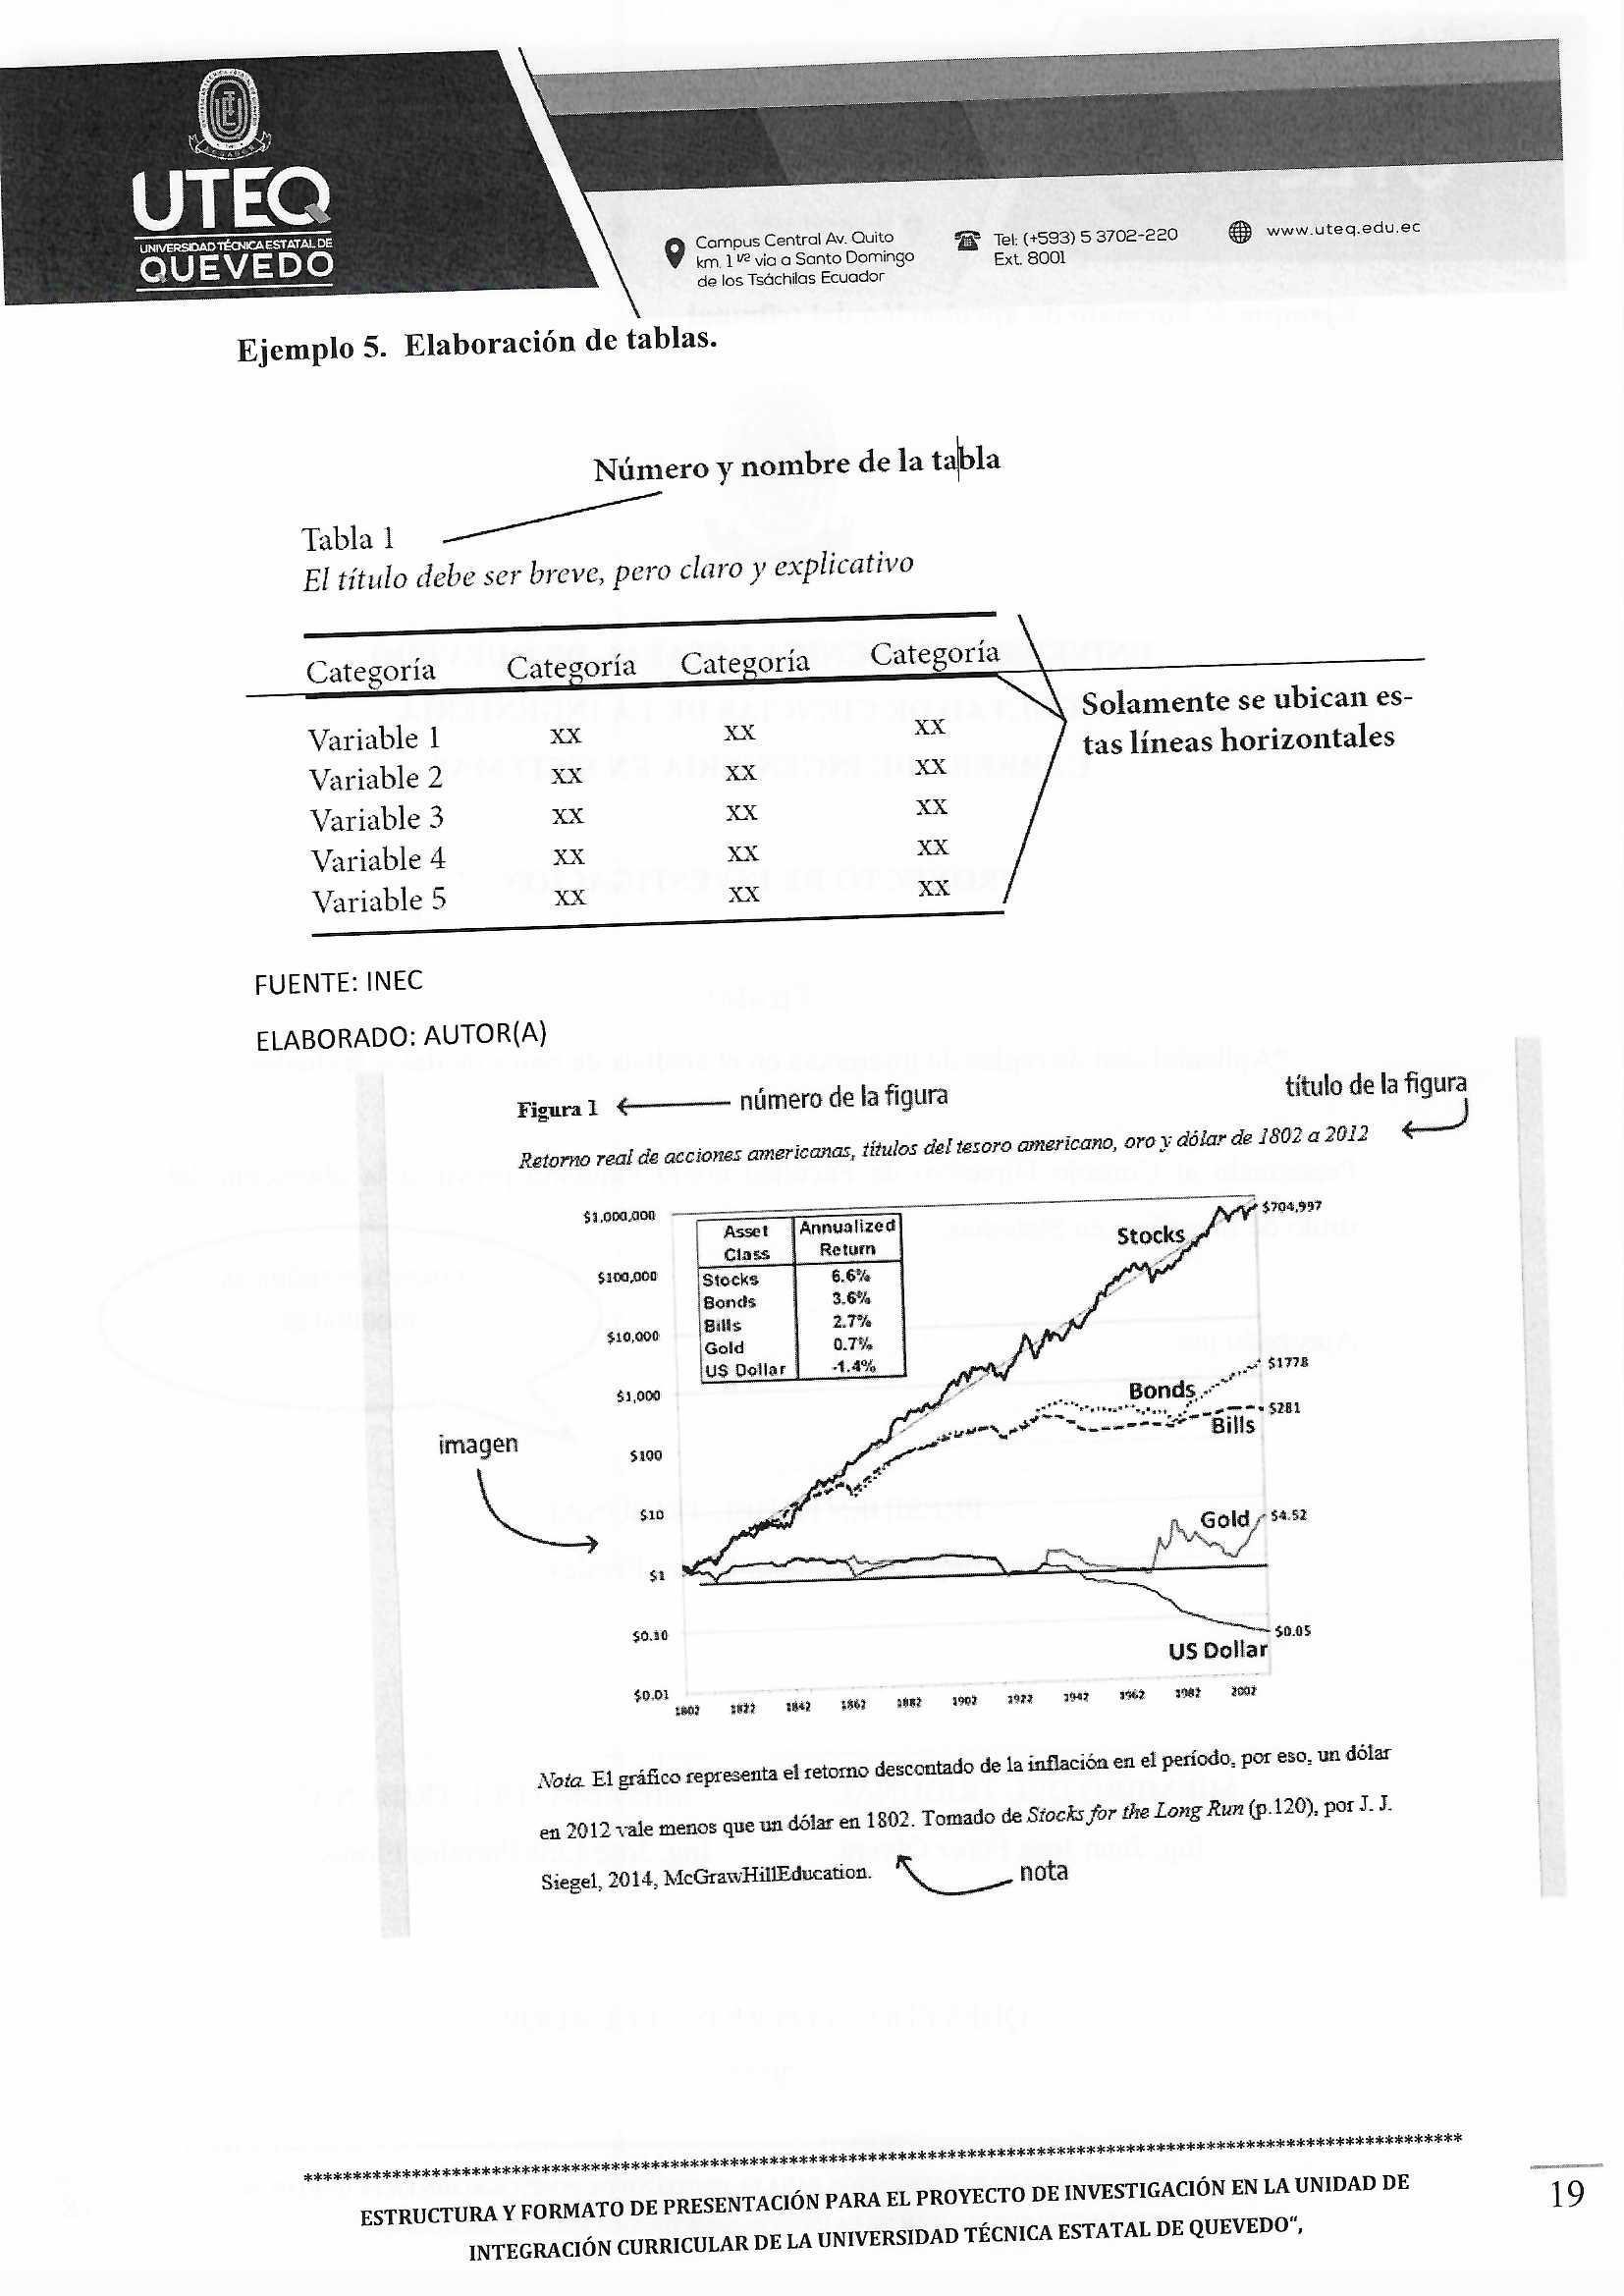 UTEQ
UNIVERSIDAD TÉCNICA ESTATAL DE
QUEVEDO
Campus Central Av. Quito
km. 1 1/2 via a Santo Domingo
de los Tsáchilas Ecuador
Tel: (+593) 5 3702-220
Ext. 8001
www.uteq.edu.ec
Ejemplo 5. Elaboración de tablas.
Número y nombre de la tabla
Tabla 1
El título debe ser breve, pero claro y explicativo
Categoría Categoría Categoría Categoría
Solamente se ubican es-
tas líneas horizontales
Variable 1 xx xx xx
Variable 2 xx xx xx
Variable 3 xx xx xx
Variable 4 xx xx xx
Variable 5 xx xx xx
FUENTE: INEC
ELABORADO: AUTOR(A)
Figura 1
número de la figura
título de la figura
Retorno real de acciones americanas, títulos del tesoro americano, oro y dólar de 1802 a 2012
$1,000,000
$100,000
$10,000
$1,000
$100
$10
$1
$0.10
$0.01
Asset Class Annualized Return
Stocks 6.6%
Bonds 3.6%
Bills 2.7%
Gold 0.7%
US Dollar -1.4%
Stocks
$704,997
Bonds
$1778
Bills
$281
Gold
$4.52
US Dollar
$0.05
imagen
1802 1822 1842 1862 1882 1902 1922 1942 1962 1982 2002
Nota. El gráfico representa el retorno descontado de la inflación en el período, por eso, un dólar
en 2012 vale menos que un dólar en 1802. Tomado de Stocks for the Long Run (p.120), por J. J.
Siegel, 2014, McGrawHillEducation.
nota
ESTRUCTURA Y FORMATO DE PRESENTACIÓN PARA EL PROYECTO DE INVESTIGACIÓN EN LA UNIDAD DE
INTEGRACIÓN CURRICULAR DE LA UNIVERSIDAD TÉCNICA ESTATAL DE QUEVEDO",
19